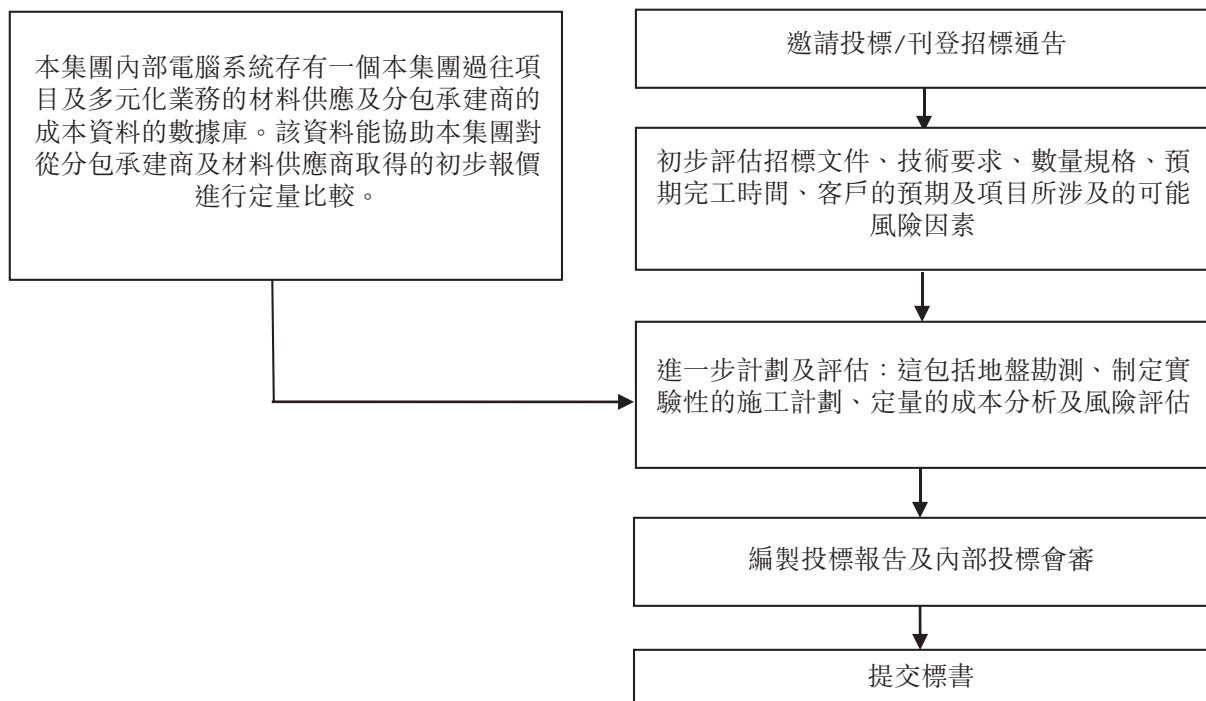 本集團內部電腦系統存有一個本集團過往項
目及多元化業務的材料供應及分包承建商的
成本資料的數據庫。該資料能協助本集團對
從分包承建商及材料供應商取得的初步報價
進行定量比較。
邀請投標/刊登招標通告
初步評估招標文件、技術要求、數量規格、預
期完工時間、客戶的預期及項目所涉及的可能
風險因素
進一步計劃及評估：這包括地盤勘測、制定實
驗性的施工計劃、定量的成本分析及風險評估
編製投標報告及內部投標會審
提交標書